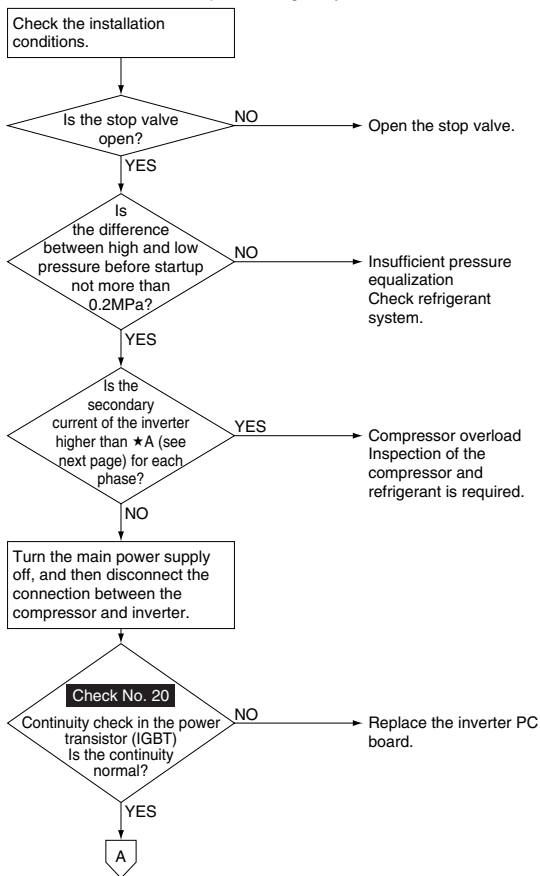 Check the installation
conditions.
Is the stop valve
open?
NO
Open the stop valve.
YES
Is
the difference
between high and low
pressure before startup
not more than
0.2MPa?
NO
Insufficient pressure
equalization
Check refrigerant
system.
YES
Is the
secondary
current of the inverter
higher than ★A (see
next page) for each
phase?
YES
Compressor overload
Inspection of the
compressor and
refrigerant is required.
NO
Turn the main power supply
off, and then disconnect the
connection between the
compressor and inverter.
Check No. 20
Continuity check in the power
transistor (IGBT)
Is the continuity
normal?
NO
Replace the inverter PC
board.
YES
A